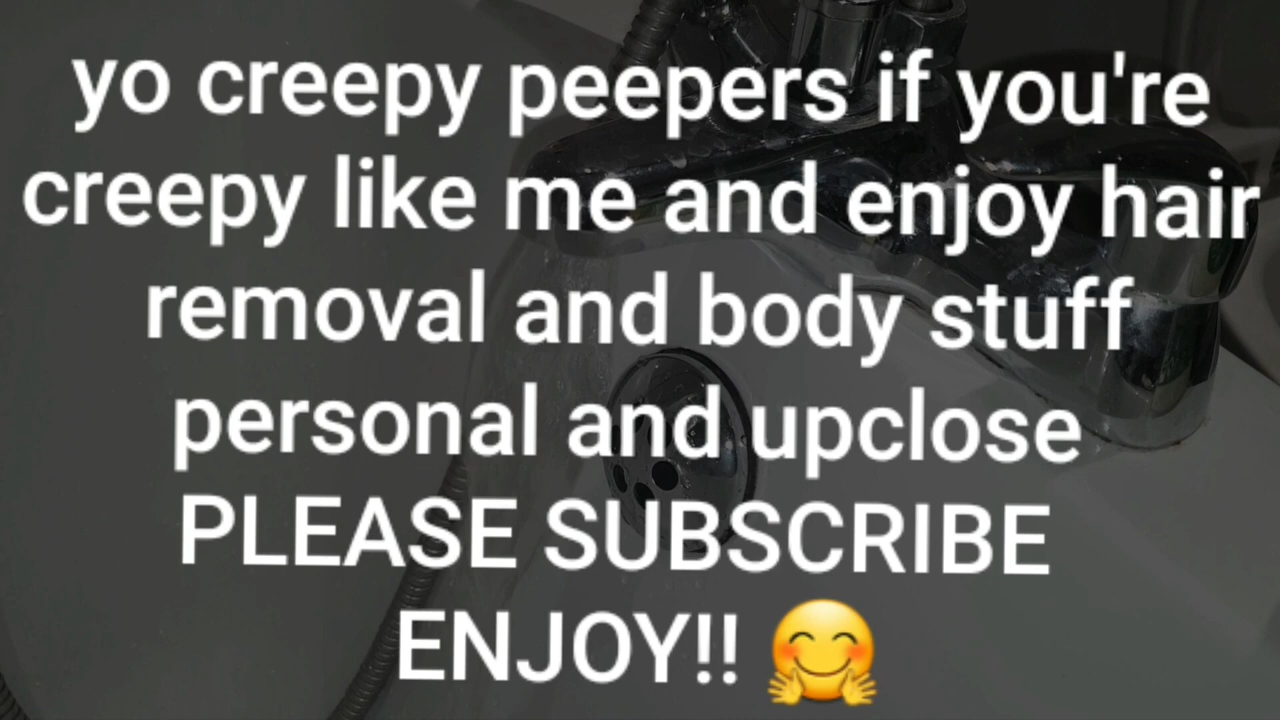 yo creepy peepers if you're
creepy like me and enjoy hair
removal and body stuff
personal and upclose
PLEASE SUBSCRIBE
ENJOY!! 🤗